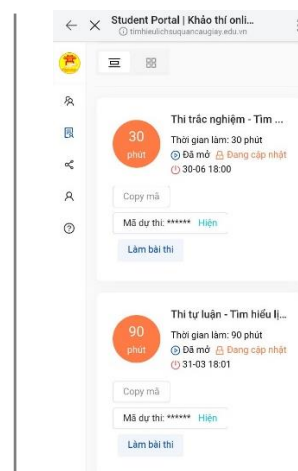 Student Portal | Khảo thí onli...
timhieulichsuquancaugiay.edu.vn
30
phút
Thi trắc nghiệm - Tìm ...
Thời gian làm: 30 phút
Đã mở Đang cập nhật
30-06 18:00
Copy mã
Mã dự thi: ****** Hiện
Làm bài thi
90
phút
Thi tự luận - Tìm hiểu lị...
Thời gian làm: 90 phút
Đã mở Đang cập nhật
31-03 18:01
Copy mã
Mã dự thi: ****** Hiện
Làm bài thi